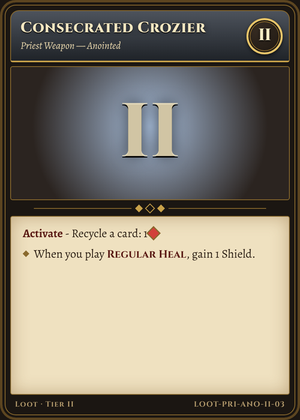 Consecrated Crozier
II
Priest Weapon — Anointed
II
Activate - Recycle a card: 1
When you play Regular Heal, gain 1 Shield.
Loot · Tier II
LOOT-PRI-ANO-II-03